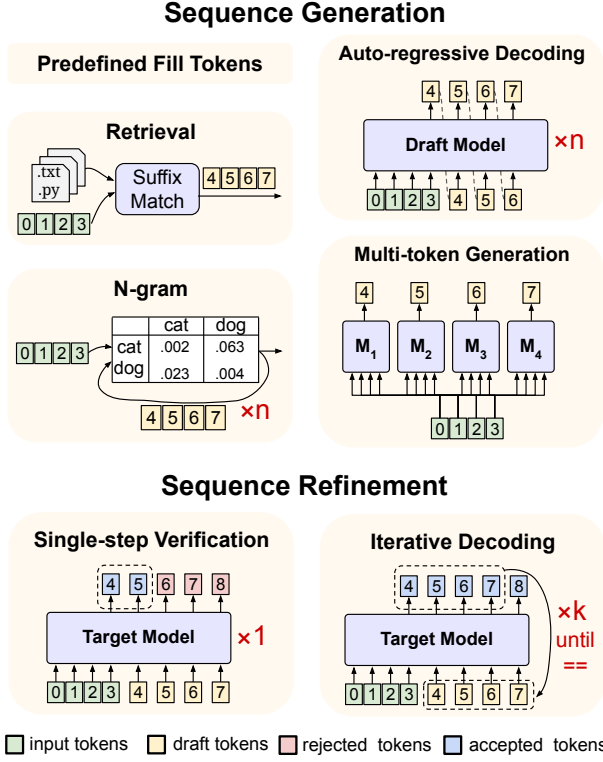 Sequence Generation
Predefined Fill Tokens
Retrieval
.txt
.py
Suffix
Match
4 5 6 7
0 1 2 3
N-gram
cat dog
cat .002 .063
dog .023 .004
0 1 2 3
4 5 6 7
×n
Auto-regressive Decoding
4 5 6 7
Draft Model
×n
0 1 2 3 4 5 6
Multi-token Generation
4 5 6 7
M1 M2 M3 M4
0 1 2 3
Sequence Refinement
Single-step Verification
4 5 6 7 8
Target Model
×1
0 1 2 3 4 5 6 7
Iterative Decoding
4 5 6 7 8
Target Model
×k
until
==
0 1 2 3 4 5 6 7
input tokens draft tokens rejected tokens accepted tokens